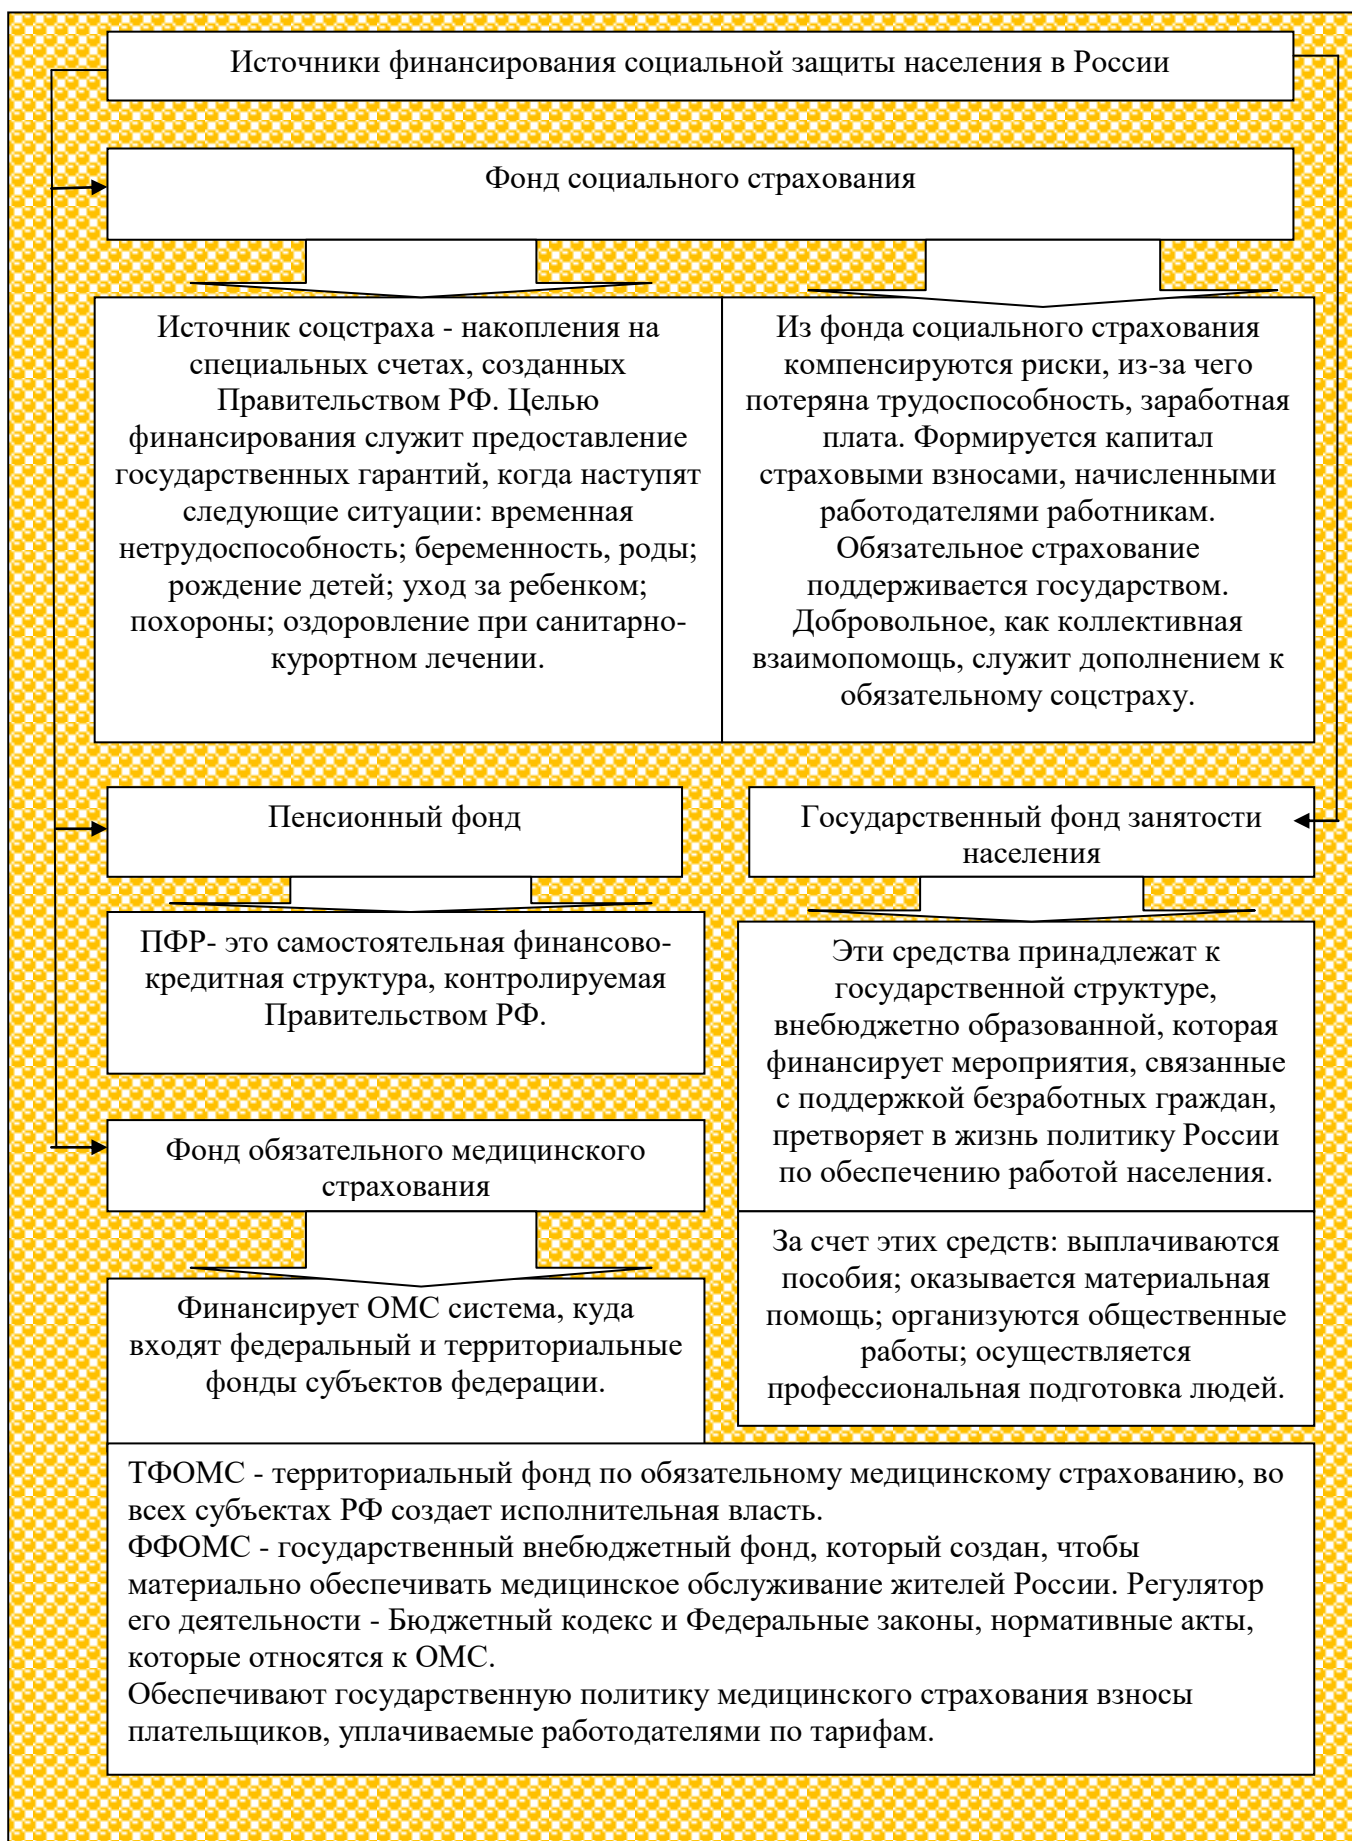 Источники финансирования социальной защиты населения в России
Фонд социального страхования
Источник соцстраха - накопления на
специальных счетах, созданных
Правительством РФ. Целью
финансирования служит предоставление
государственных гарантий, когда наступят
следующие ситуации: временная
нетрудоспособность; беременность, роды;
рождение детей; уход за ребенком;
похороны; оздоровление при санитарно-
курортном лечении.
Из фонда социального страхования
компенсируются риски, из-за чего
потеряна трудоспособность, заработная
плата. Формируется капитал
страховыми взносами, начисленными
работодателями работникам.
Обязательное страхование
поддерживается государством.
Добровольное, как коллективная
взаимопомощь, служит дополнением к
обязательному соцстраху.
Пенсионный фонд
ПФР- это самостоятельная финансово-
кредитная структура, контролируемая
Правительством РФ.
Государственный фонд занятости
населения
Эти средства принадлежат к
государственной структуре,
внебюджетно образованной, которая
финансирует мероприятия, связанные
с поддержкой безработных граждан,
претворяет в жизнь политику России
по обеспечению работой населения.
За счет этих средств: выплачиваются
пособия; оказывается материальная
помощь; организуются общественные
работы; осуществляется
профессиональная подготовка людей.
Фонд обязательного медицинского
страхования
Финансирует ОМС система, куда
входят федеральный и территориальные
фонды субъектов федерации.
ТФОМС - территориальный фонд по обязательному медицинскому страхованию, во
всех субъектах РФ создает исполнительная власть.
ФФОМС - государственный внебюджетный фонд, который создан, чтобы
материально обеспечивать медицинское обслуживание жителей России. Регулятор
его деятельности - Бюджетный кодекс и Федеральные законы, нормативные акты,
которые относятся к ОМС.
Обеспечивают государственную политику медицинского страхования взносы
плательщиков, уплачиваемые работодателями по тарифам.